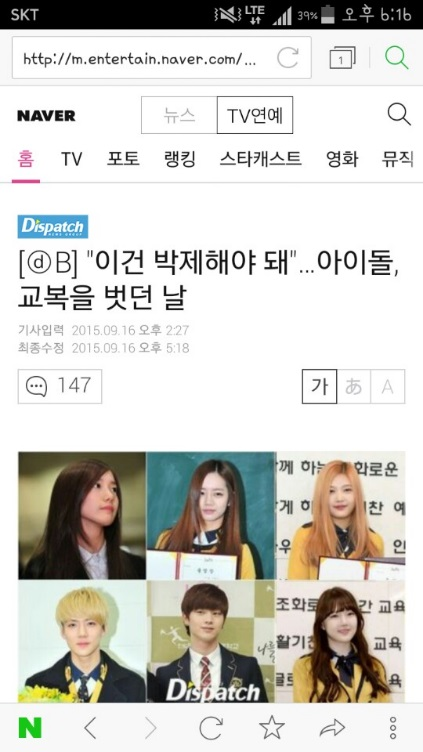 SKT LTE 39% 오후 6:16
http://m.entertain.naver.com/...
1
NAVER 뉴스 TV연예
홈 TV 포토 랭킹 스타캐스트 영화 뮤직
Dispatch
[ⓓB] "이건 박제해야 돼"...아이돌,
교복을 벗던 날
기사입력 2015.09.16 오후 2:27
최종수정 2015.09.16 오후 5:18
147 가 あ A
Dispatch
N